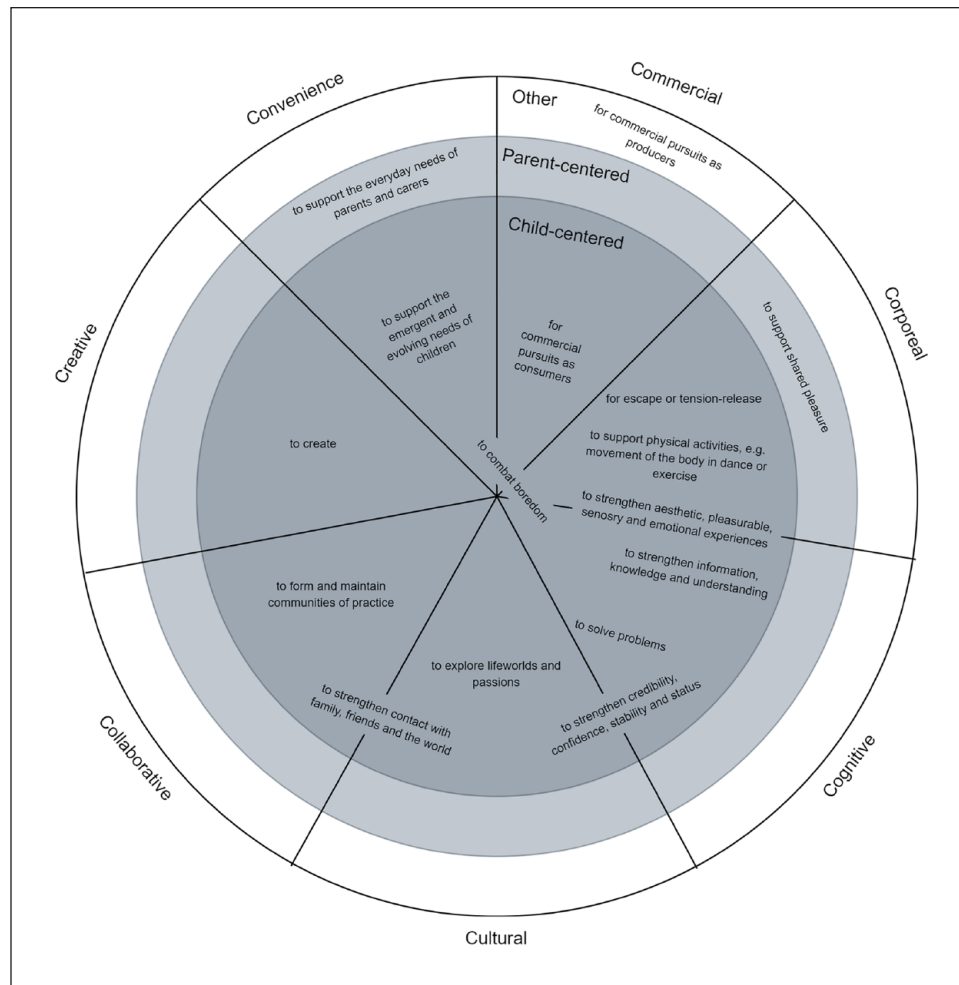 Convenience
Commercial
Other
for commercial pursuits as
producers
Parent-centered
to support the everyday needs of
parents and carers
Child-centered
Creative
Corporeal
to support shared pleasure
to support the
emergent and
evolving needs of
children
for
commercial
pursuits as
consumers
for escape or tension-release
to create
to combat boredom
to support physical activities, e.g.
movement of the body in dance or
exercise
to strengthen aesthetic, pleasurable,
senosry and emotional experiences
to strengthen information,
knowledge and understanding
to form and maintain
communities of practice
to solve problems
to explore lifeworlds and
passions
to strengthen contact with
family, friends and the world
to strengthen credibility,
confidence, stability and status
Collaborative
Cognitive
Cultural